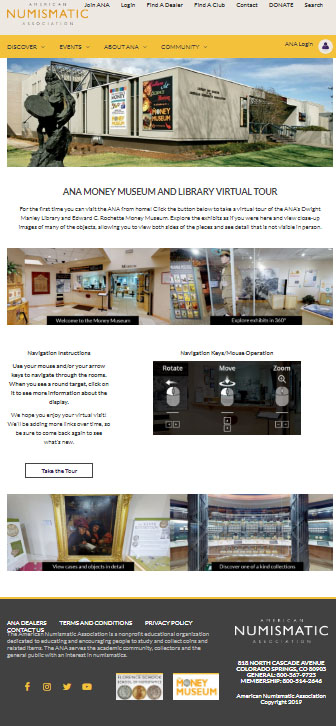 AMERICAN
NUMISMATIC
ASSOCIATION
Join ANA Login Find A Dealer Find A Club Contact DONATE Search
DISCOVER EVENTS ABOUT ANA COMMUNITY ANA Login
MONEY
MONEY
MUSEUM
ANA MONEY MUSEUM AND LIBRARY VIRTUAL TOUR
For the first time you can visit the ANA from home! Click the button below to take a virtual tour of the ANA's Dwight
Manley Library and Edward C. Rochette Money Museum. Explore the exhibits as if you were here and view close-up
images of many of the objects, allowing you to view both sides of the pieces and see detail that is not visible in person.
Welcome to the Money Museum
Explore exhibits in 360°
Navigation Instructions
Use your mouse and/or your arrow
keys to navigate through the rooms.
When you see a round target, click on
it to see more information about the
display.
We hope you enjoy your virtual visit!
We'll be adding more links over time, so
be sure to come back again to see
what's new.
Take the Tour
Navigation Keys/Mouse Operation
Rotate Move Zoom
View cases and objects in detail
Discover one of a kind collections
ANA DEALERS TERMS AND CONDITIONS PRIVACY POLICY
CONTACT US
The American Numismatic Association is a nonprofit educational organization
dedicated to educating and encouraging people to study and collect coins and
related items. The ANA serves the academic community, collectors and the
general public with an interest in numismatics.
FLORENCE SCHOOK
SCHOOL OF NUMISMATICS
MONEY
MUSEUM
AMERICAN
NUMISMATIC
ASSOCIATION
818 NORTH CASCADE AVENUE
COLORADO SPRINGS, CO 80903
GENERAL: 800-367-9723
MEMBERSHIP: 800-514-2646
American Numismatic Association
Copyright 2019